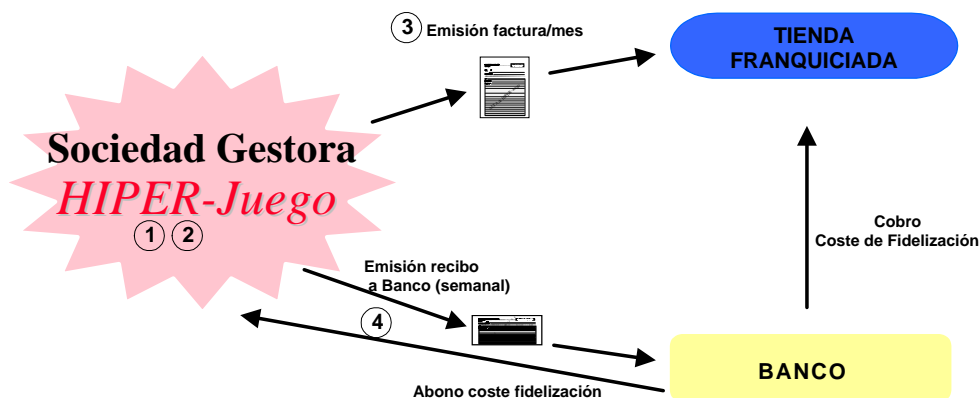 3 Emisión factura/mes
TIENDA
FRANQUICIADA
Sociedad Gestora
HIPER-Juego
1 2
Cobro
Coste de Fidelización
Emisión recibo
a Banco (semanal)
4
BANCO
Abono coste fidelización